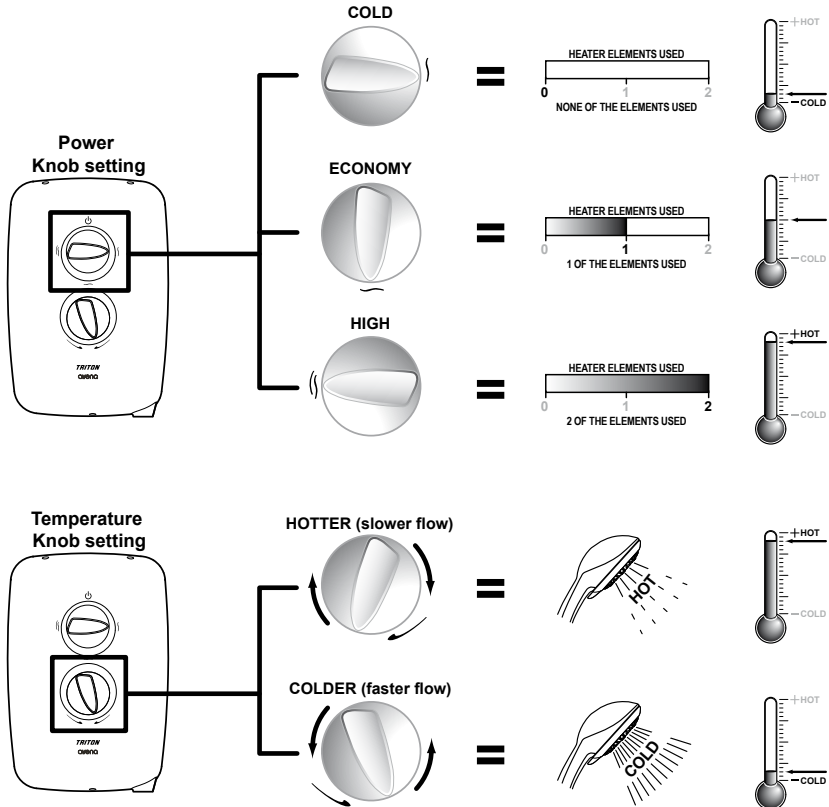 COLD
HEATER ELEMENTS USED
0 1 2
NONE OF THE ELEMENTS USED
+HOT
−COLD
Power
Knob setting
TRITON
ECONOMY
HEATER ELEMENTS USED
0 1 2
1 OF THE ELEMENTS USED
+HOT
−COLD
HIGH
HEATER ELEMENTS USED
0 1 2
2 OF THE ELEMENTS USED
+HOT
−COLD
Temperature
Knob setting
TRITON
HOTTER (slower flow)
HOT
+HOT
−COLD
COLDER (faster flow)
COLD
+HOT
−COLD